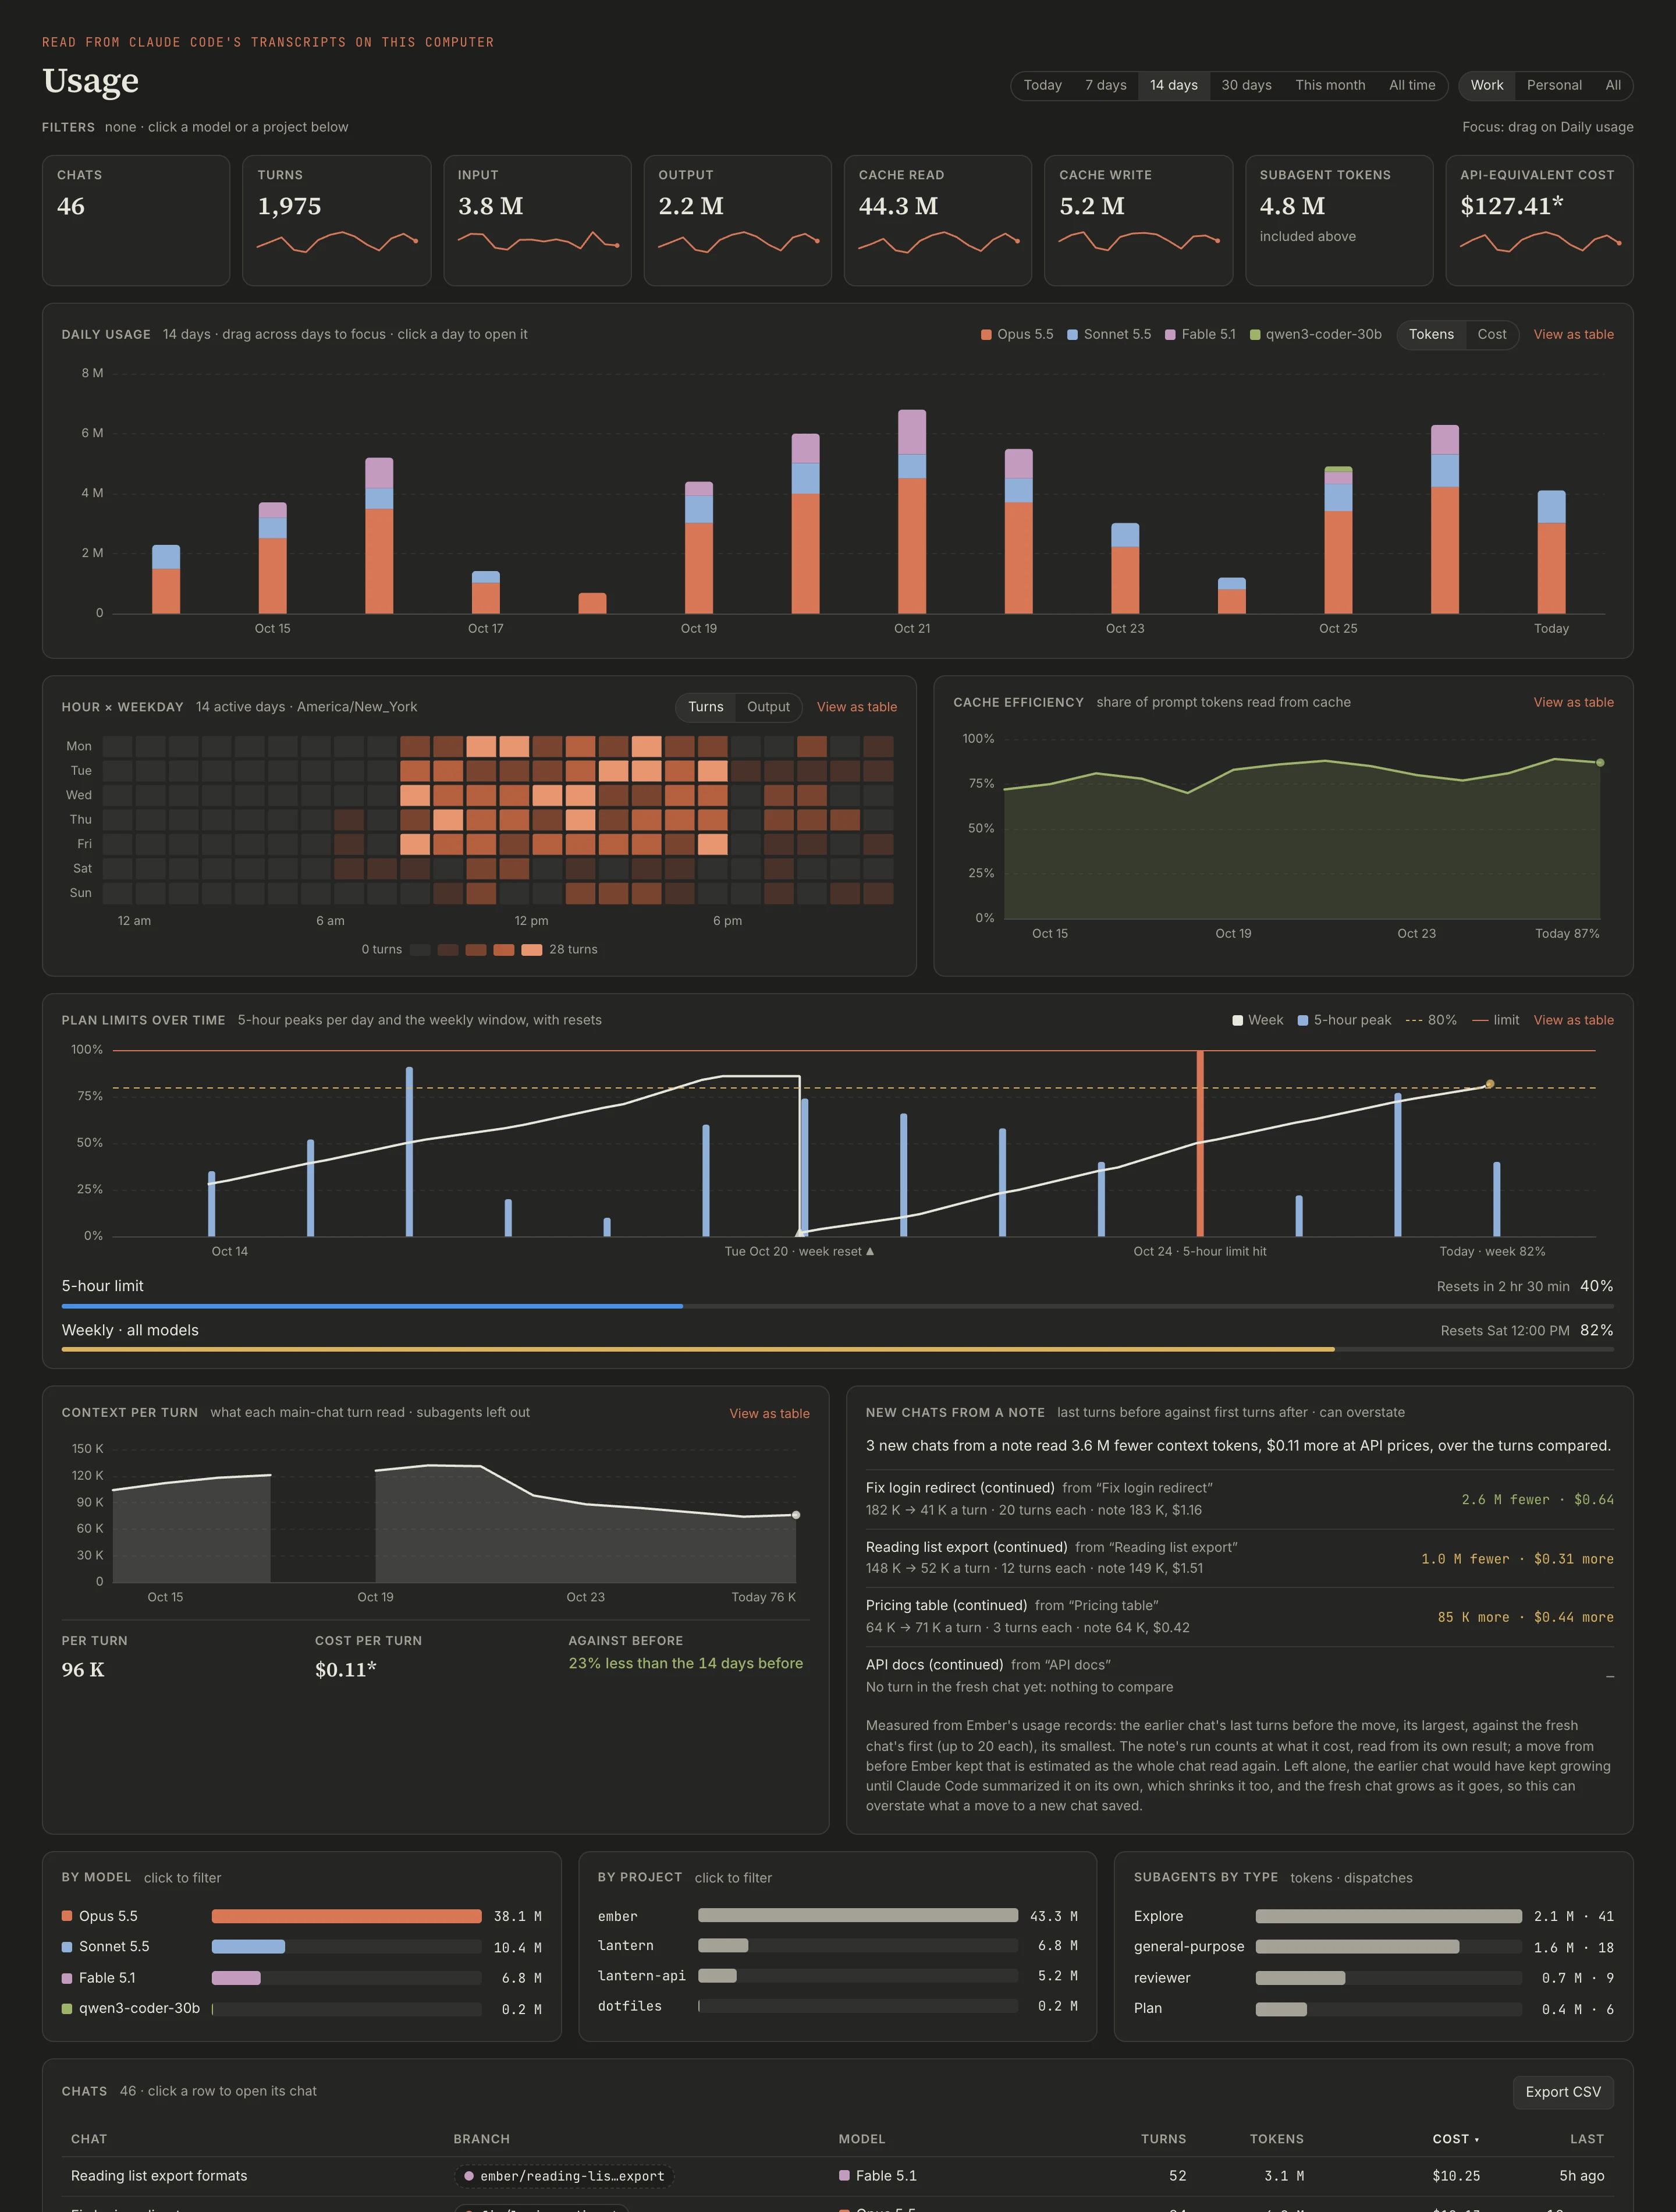 READ FROM CLAUDE CODE'S TRANSCRIPTS ON THIS COMPUTER
Usage
Today 7 days 14 days 30 days This month All time Work Personal All
FILTERS none · click a model or a project below
Focus: drag on Daily usage
CHATS
46
TURNS
1,975
INPUT
3.8 M
OUTPUT
2.2 M
CACHE READ
44.3 M
CACHE WRITE
5.2 M
SUBAGENT TOKENS
4.8 M
included above
API-EQUIVALENT COST
$127.41*
DAILY USAGE 14 days · drag across days to focus · click a day to open it
Opus 5.5 Sonnet 5.5 Fable 5.1 qwen3-coder-30b Tokens Cost View as table
8 M
6 M
4 M
2 M
0
Oct 15 Oct 17 Oct 19 Oct 21 Oct 23 Oct 25 Today
HOUR × WEEKDAY 14 active days · America/New_York
Turns Output View as table
Mon
Tue
Wed
Thu
Fri
Sat
Sun
12 am 6 am 12 pm 6 pm
0 turns 28 turns
CACHE EFFICIENCY share of prompt tokens read from cache
View as table
100%
75%
50%
25%
0%
Oct 15 Oct 19 Oct 23 Today 87%
PLAN LIMITS OVER TIME 5-hour peaks per day and the weekly window, with resets
Week 5-hour peak 80% limit View as table
100%
75%
50%
25%
0%
Oct 14 Tue Oct 20 · week reset ▲ Oct 24 · 5-hour limit hit Today · week 82%
5-hour limit Resets in 2 hr 30 min 40%
Weekly · all models Resets Sat 12:00 PM 82%
CONTEXT PER TURN what each main-chat turn read · subagents left out
View as table
150 K
120 K
90 K
60 K
30 K
0
Oct 15 Oct 19 Oct 23 Today 76 K
PER TURN
96 K
COST PER TURN
$0.11*
AGAINST BEFORE
23% less than the 14 days before
NEW CHATS FROM A NOTE last turns before against first turns after · can overstate
3 new chats from a note read 3.6 M fewer context tokens, $0.11 more at API prices, over the turns compared.
Fix login redirect (continued) from “Fix login redirect”
182 K → 41 K a turn · 20 turns each · note 183 K, $1.16
2.6 M fewer · $0.64
Reading list export (continued) from “Reading list export”
148 K → 52 K a turn · 12 turns each · note 149 K, $1.51
1.0 M fewer · $0.31 more
Pricing table (continued) from “Pricing table”
64 K → 71 K a turn · 3 turns each · note 64 K, $0.42
85 K more · $0.44 more
API docs (continued) from “API docs”
No turn in the fresh chat yet: nothing to compare
–
Measured from Ember's usage records: the earlier chat's last turns before the move, its largest, against the fresh
chat's first (up to 20 each), its smallest. The note's run counts at what it cost, read from its own result; a move from
before Ember kept that is estimated as the whole chat read again. Left alone, the earlier chat would have kept growing
until Claude Code summarized it on its own, which shrinks it too, and the fresh chat grows as it goes, so this can
overstate what a move to a new chat saved.
BY MODEL click to filter
Opus 5.5 38.1 M
Sonnet 5.5 10.4 M
Fable 5.1 6.8 M
qwen3-coder-30b 0.2 M
BY PROJECT click to filter
ember 43.3 M
lantern 6.8 M
lantern-api 5.2 M
dotfiles 0.2 M
SUBAGENTS BY TYPE tokens · dispatches
Explore 2.1 M · 41
general-purpose 1.6 M · 18
reviewer 0.7 M · 9
Plan 0.4 M · 6
CHATS 46 · click a row to open its chat
Export CSV
CHAT BRANCH MODEL TURNS TOKENS COST ▾ LAST
Reading list export formats ember/reading-lis…export Fable 5.1 52 3.1 M $10.25 5h ago